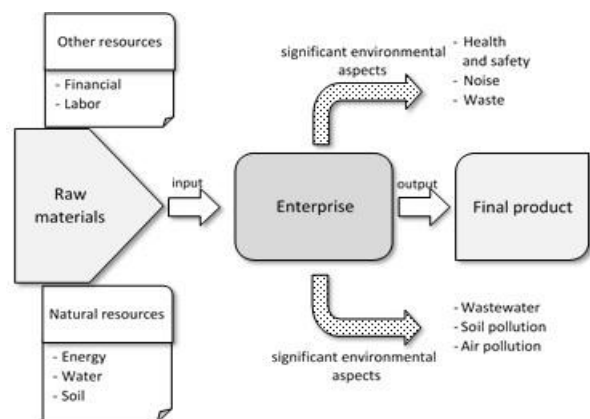 Other resources
- Financial
- Labor
Raw
materials
Natural resources
- Energy
- Water
- Soil
input
significant environmental
aspects
- Health
and safety
- Noise
- Waste
Enterprise
output
Final product
significant environmental
aspects
- Wastewater
- Soil pollution
- Air pollution